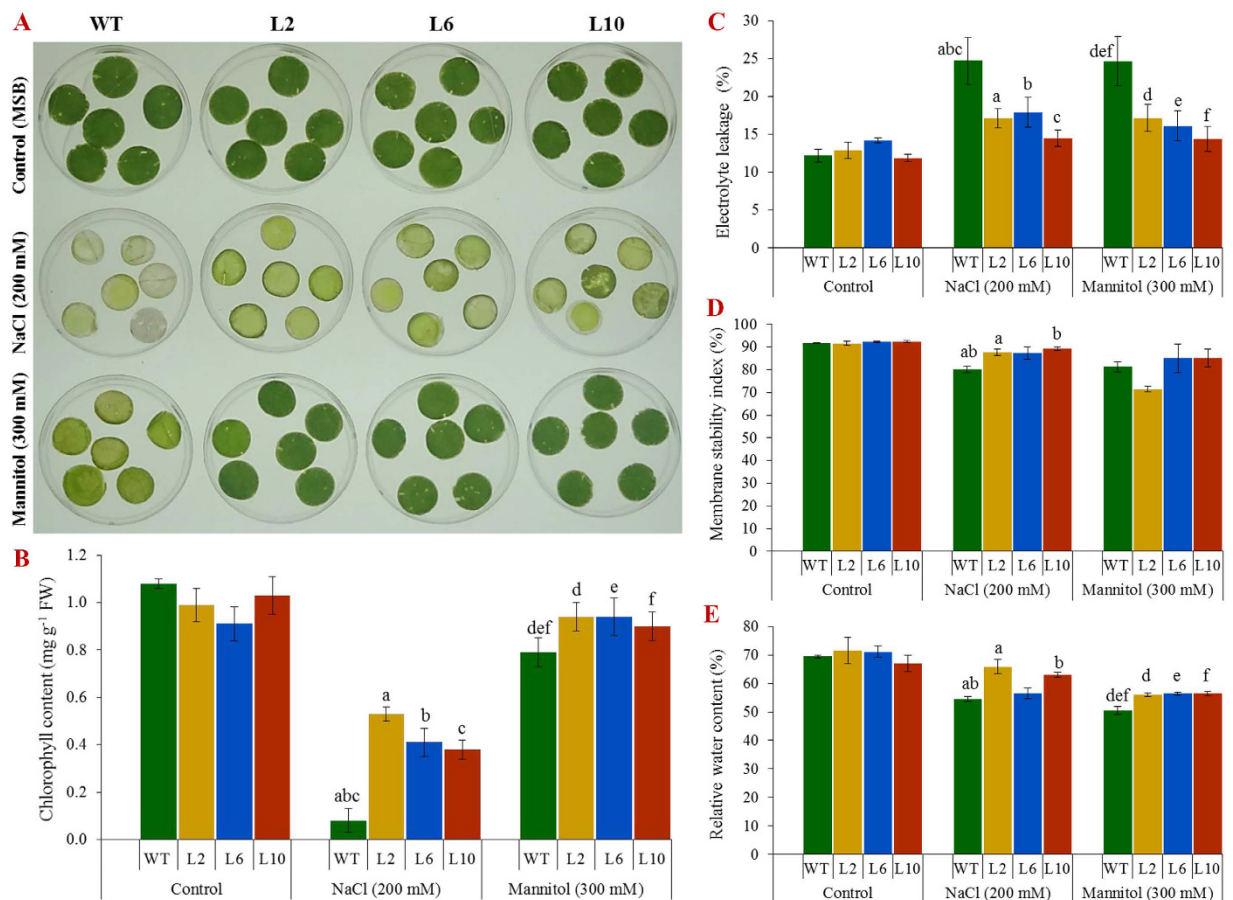 A
WT
L2
L6
L10
Control (MSB)
NaCl (200 mM)
Mannitol (300 mM)
B
Chlorophyll content (mg g⁻¹ FW)
1.2
1.0
0.8
0.6
0.4
0.2
0.0
abc
a
b
c
def
d
e
f
WT L2 L6 L10 WT L2 L6 L10 WT L2 L6 L10
Control NaCl (200 mM) Mannitol (300 mM)
C
Electrolyte leakage (%)
30
25
20
15
10
5
0
abc
a
b
c
def
d
e
f
WT L2 L6 L10 WT L2 L6 L10 WT L2 L6 L10
Control NaCl (200 mM) Mannitol (300 mM)
D
Membrane stability index (%)
100
90
80
70
60
50
40
30
20
10
0
ab
a
b
WT L2 L6 L10 WT L2 L6 L10 WT L2 L6 L10
Control NaCl (200 mM) Mannitol (300 mM)
E
Relative water content (%)
80
70
60
50
40
30
20
10
0
ab
a
b
def
d
e
f
WT L2 L6 L10 WT L2 L6 L10 WT L2 L6 L10
Control NaCl (200 mM) Mannitol (300 mM)